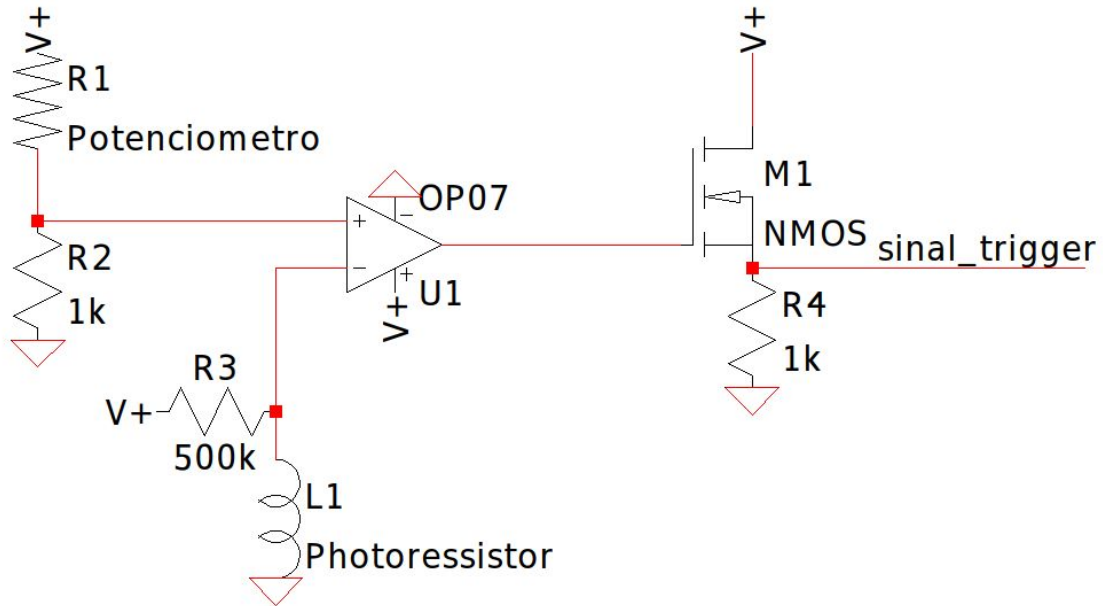 V+
R1
Potenciometro
R2
1k
+
−
OP07
−
+
U1
V+
R3
V+
500k
L1
Photoressistor
V+
M1
NMOS
sinal_trigger
R4
1k